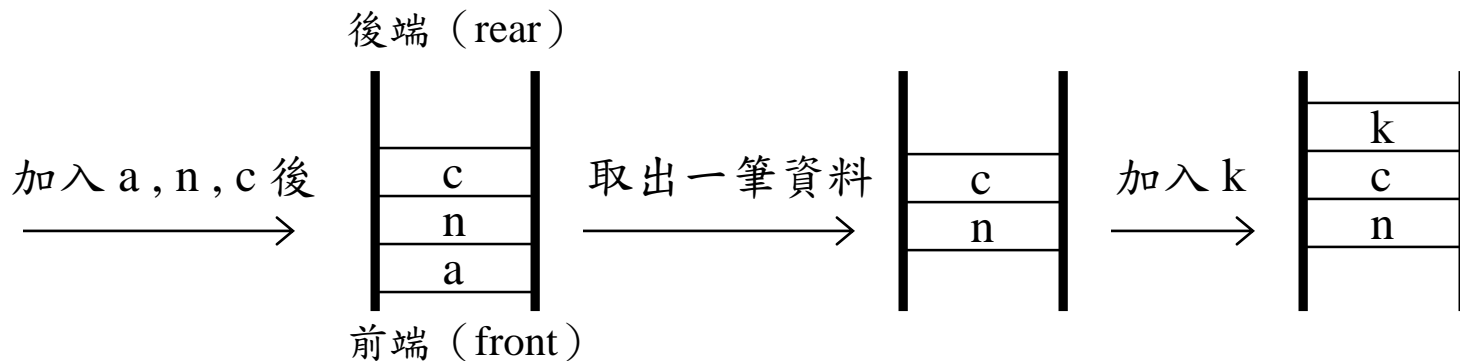 後端（rear）
加入 a , n , c 後
c
n
a
前端（front）
取出一筆資料
c
n
加入 k
k
c
n